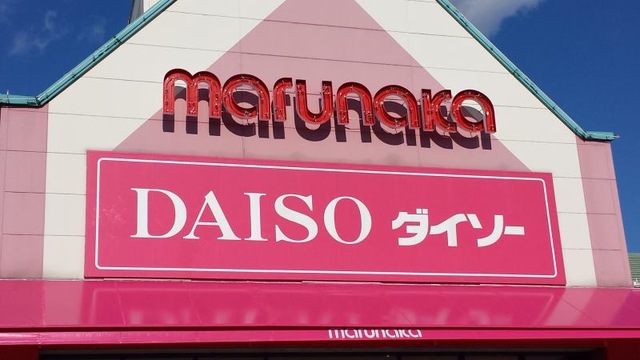 marunaka
DAISO ダイソー
marunaka